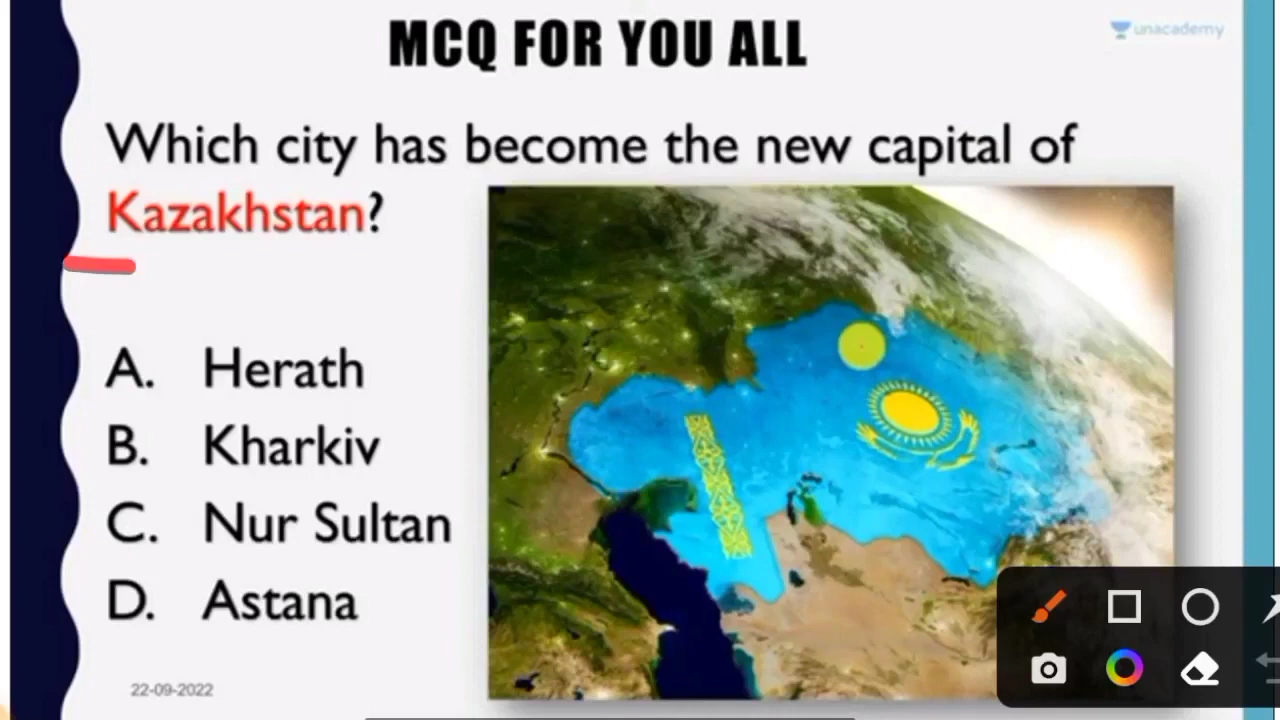 MCQ FOR YOU ALL
unacademy
Which city has become the new capital of
Kazakhstan?
A. Herath
B. Kharkiv
C. Nur Sultan
D. Astana
22-09-2022